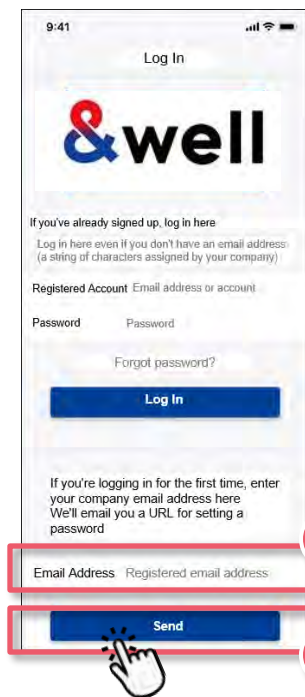 9:41
Log In
&well
If you've already signed up, log in here
Log in here even if you don't have an email address
(a string of characters assigned by your company)
Registered Account Email address or account
Password Password
Forgot password?
Log In
If you're logging in for the first time, enter
your company email address here
We'll email you a URL for setting a
password
Email Address Registered email address
Send